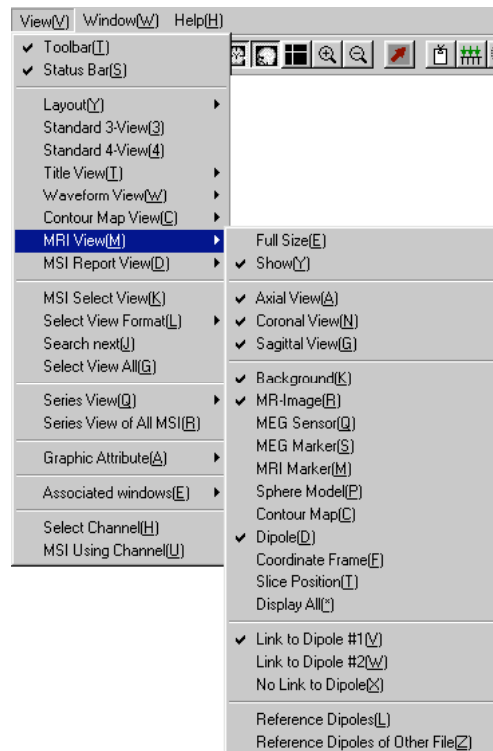 View(V) Window(W) Help(H)
Toolbar(T)
Status Bar(S)
Layout(Y)
Standard 3-View(3)
Standard 4-View(4)
Title View(T)
Waveform View(W)
Contour Map View(C)
MRI View(M)
MSI Report View(D)
MSI Select View(K)
Select View Format(L)
Search next(J)
Select View All(G)
Series View(Q)
Series View of All MSI(R)
Graphic Attribute(A)
Associated windows(E)
Select Channel(H)
MSI Using Channel(U)
Full Size(E)
Show(Y)
Axial View(A)
Coronal View(N)
Sagittal View(G)
Background(K)
MR-Image(R)
MEG Sensor(Q)
MEG Marker(S)
MRI Marker(M)
Sphere Model(P)
Contour Map(C)
Dipole(D)
Coordinate Frame(F)
Slice Position(T)
Display All(*)
Link to Dipole #1(V)
Link to Dipole #2(W)
No Link to Dipole(X)
Reference Dipoles(L)
Reference Dipoles of Other File(Z)